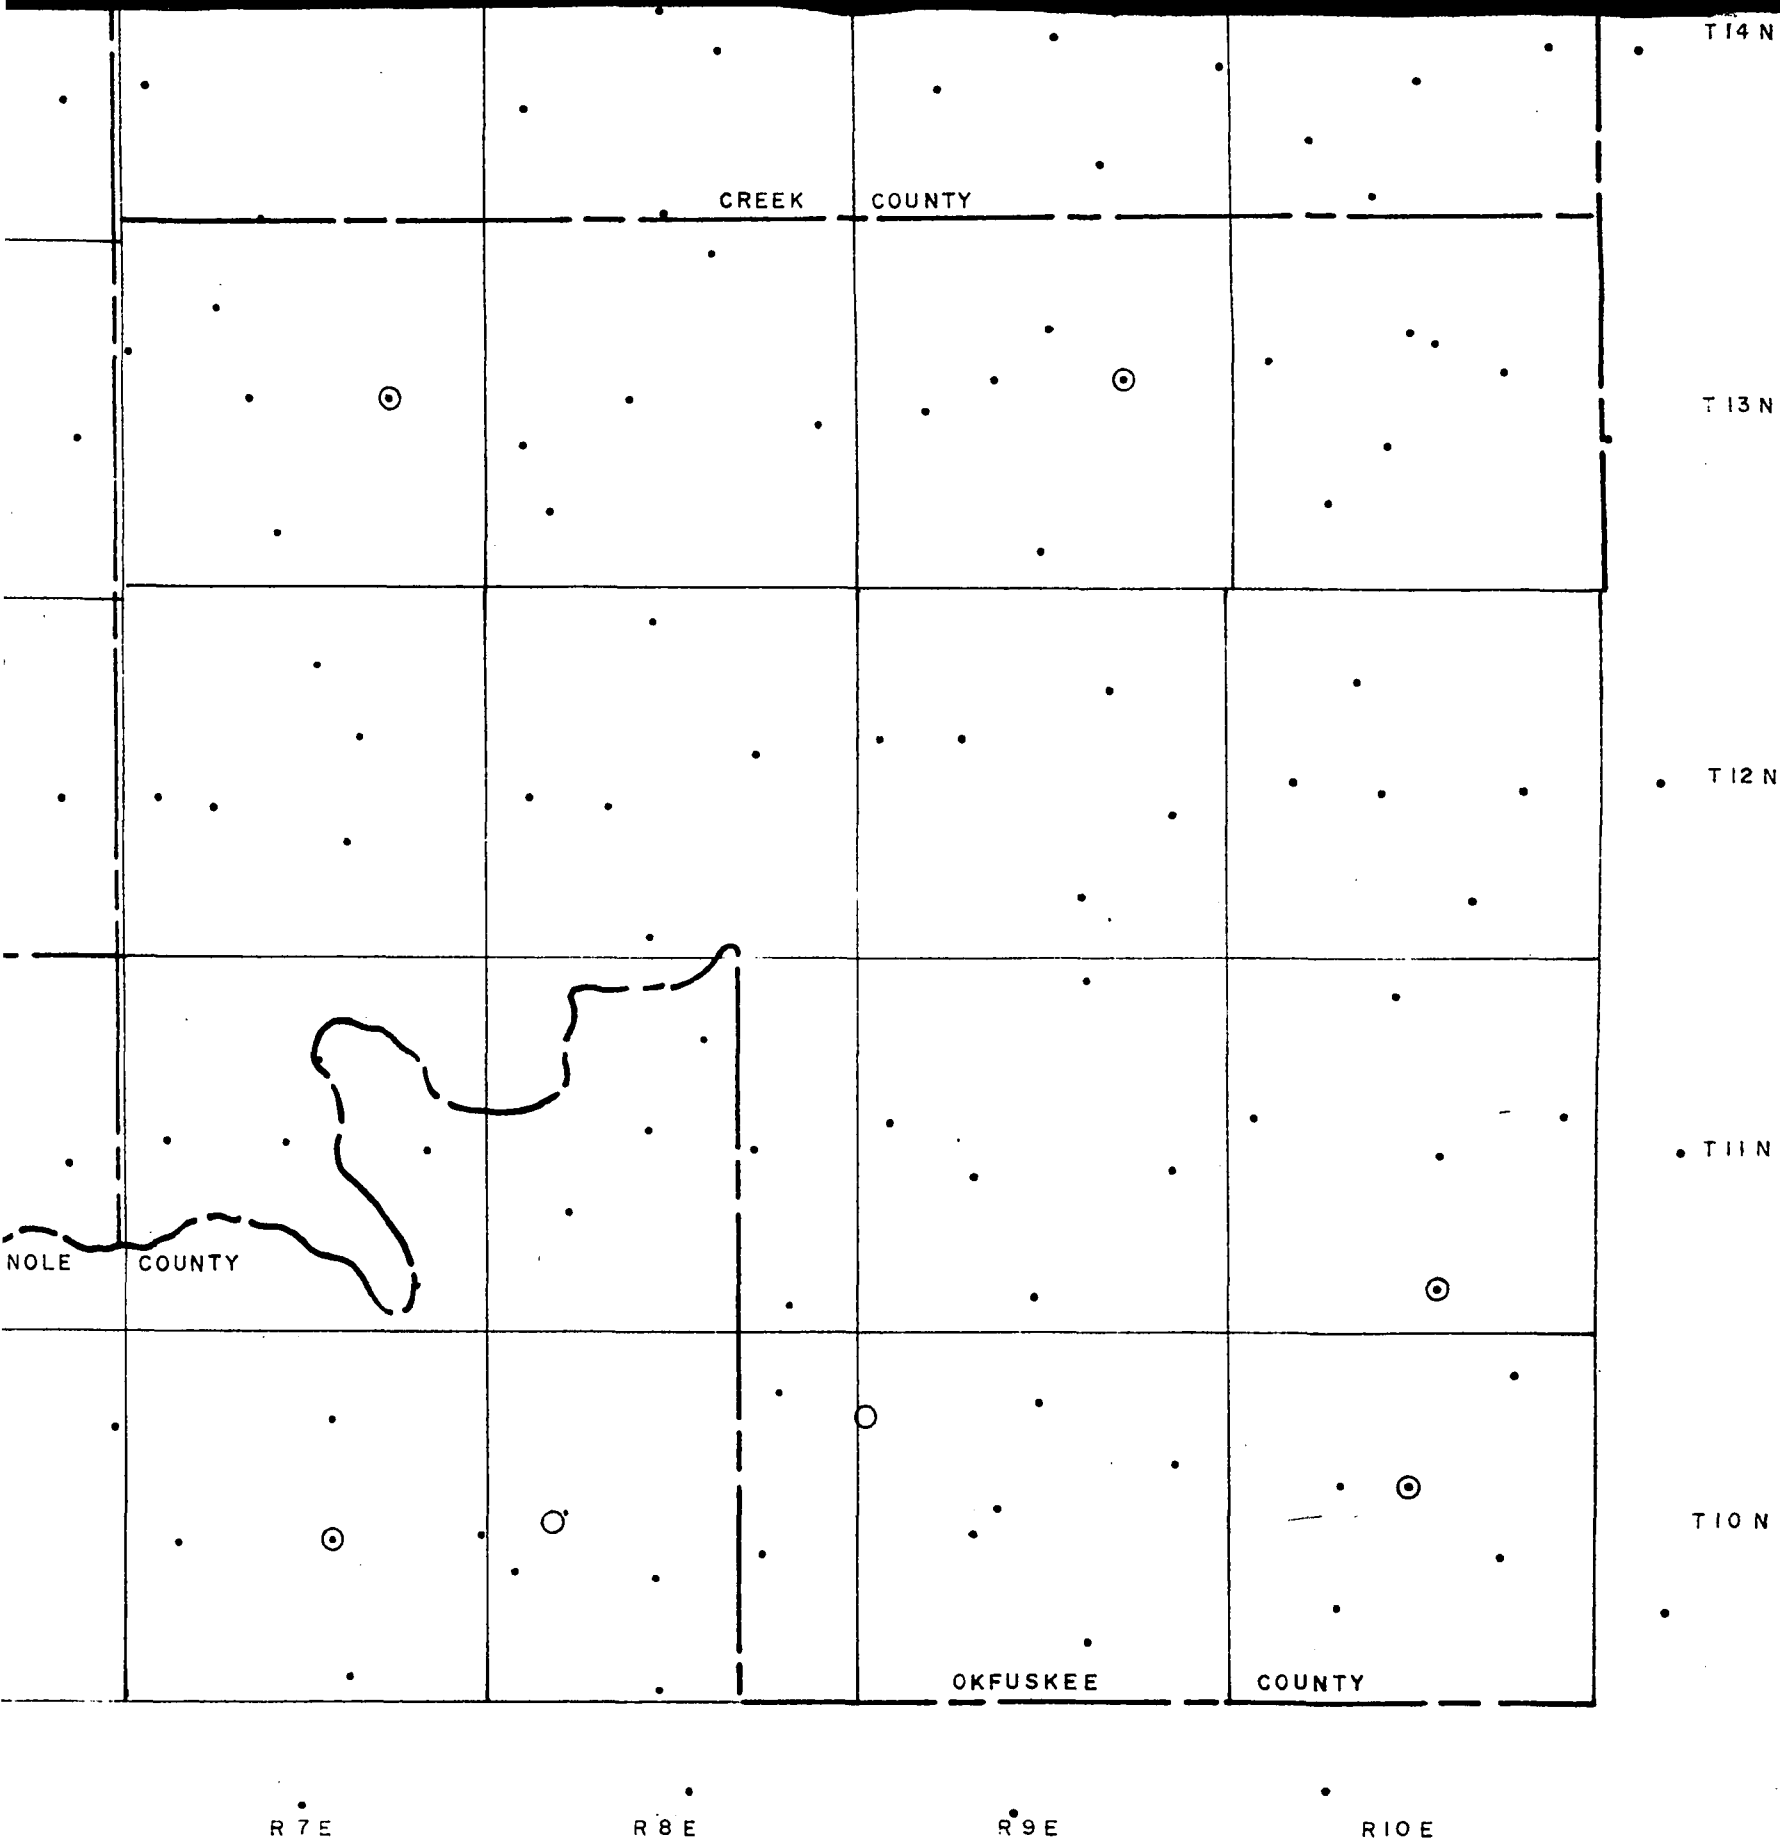 T14N
CREEK COUNTY
T13N
T12N
T11N
NOLE COUNTY
T10N
OKFUSKEE COUNTY
R7E R8E R9E R10E